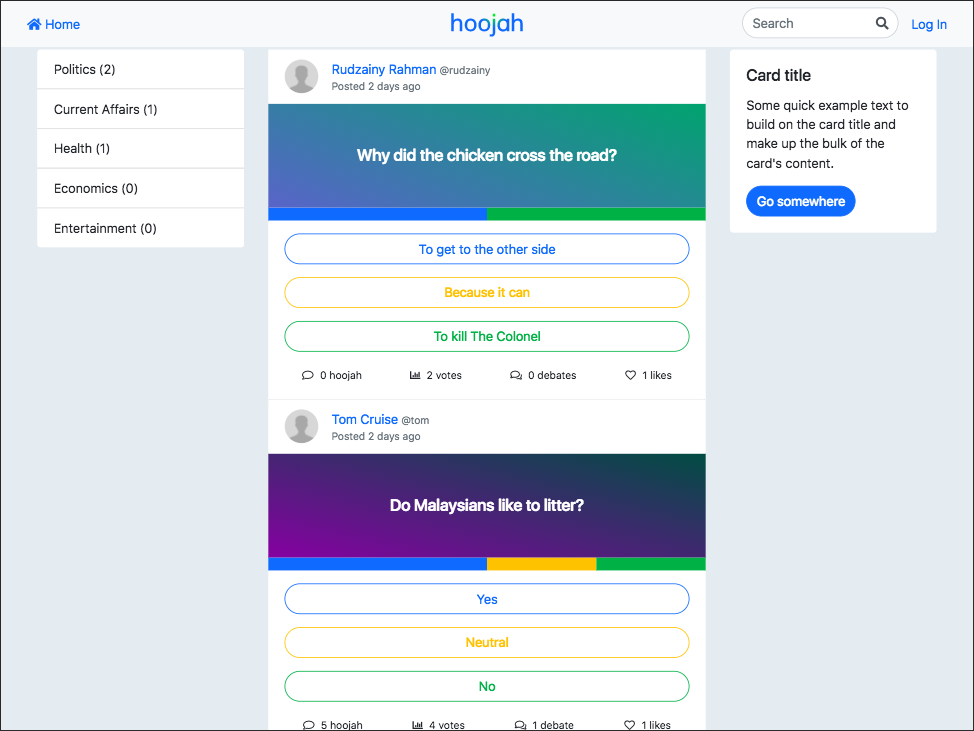 Home
hoojah
Search
Log In
Politics (2)
Current Affairs (1)
Health (1)
Economics (0)
Entertainment (0)
Rudzainy Rahman @rudzainy
Posted 2 days ago
Why did the chicken cross the road?
To get to the other side
Because it can
To kill The Colonel
0 hoojah 2 votes 0 debates 1 likes
Tom Cruise @tom
Posted 2 days ago
Do Malaysians like to litter?
Yes
Neutral
No
5 hoojah 4 votes 1 debate 1 likes
Card title
Some quick example text to
build on the card title and
make up the bulk of the
card's content.
Go somewhere